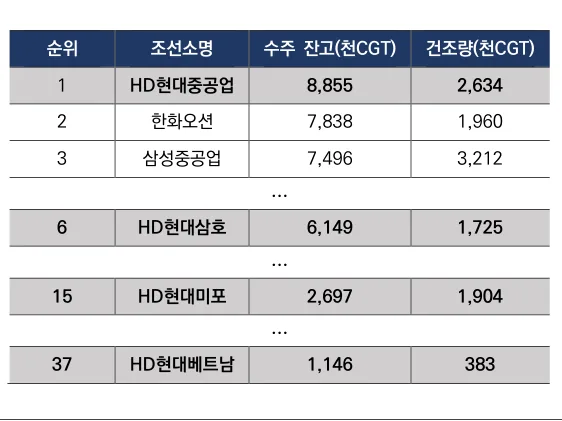 순위 조선소명 수주 잔고(천CGT) 건조량(천CGT)
1 HD현대중공업 8,855 2,634
2 한화오션 7,838 1,960
3 삼성중공업 7,496 3,212
...
6 HD현대삼호 6,149 1,725
...
15 HD현대미포 2,697 1,904
...
37 HD현대베트남 1,146 383